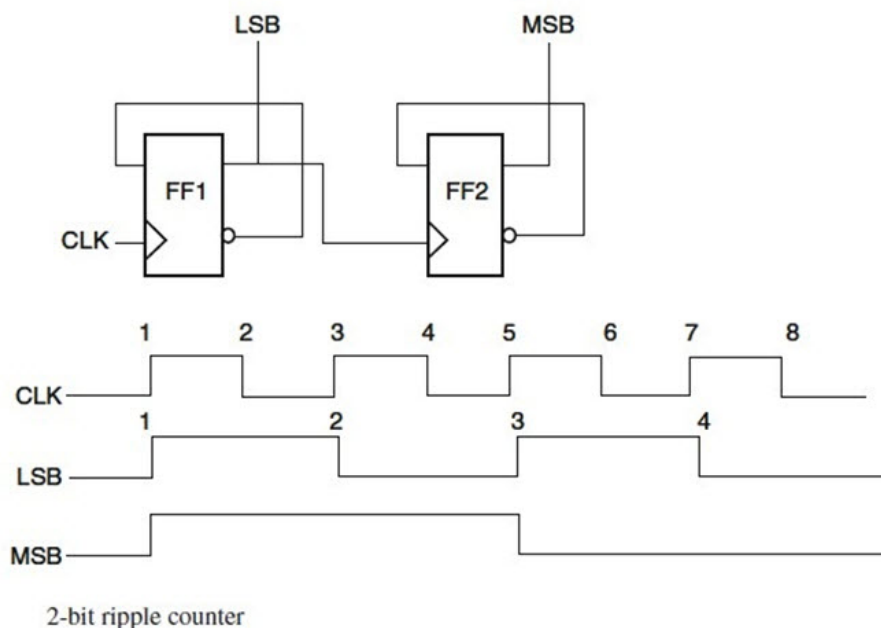 LSB MSB
FF1 FF2
CLK
1 2 3 4 5 6 7 8
CLK
1 2 3 4
LSB
MSB
2-bit ripple counter